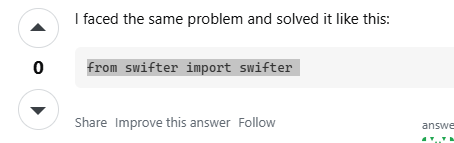 I faced the same problem and solved it like this:
0
from swifter import swifter
Share Improve this answer Follow
answe